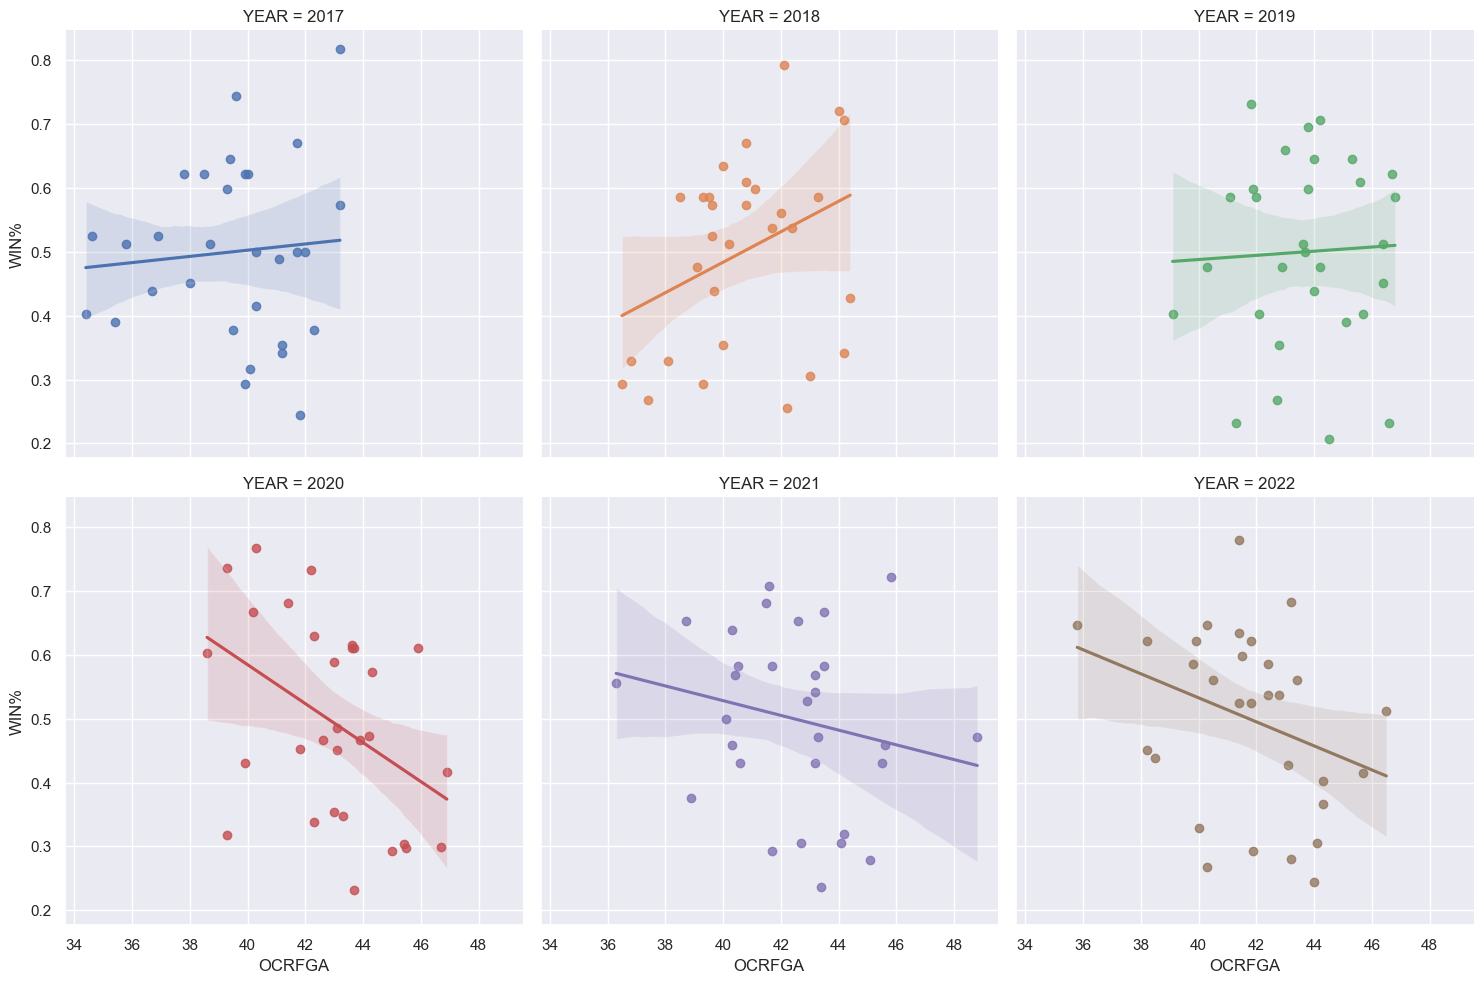 YEAR = 2017
YEAR = 2018
YEAR = 2019
0.8
0.7
0.6
0.5
0.4
0.3
0.2
WIN%
YEAR = 2020
YEAR = 2021
YEAR = 2022
0.8
0.7
0.6
0.5
0.4
0.3
0.2
WIN%
34 36 38 40 42 44 46 48
34 36 38 40 42 44 46 48
34 36 38 40 42 44 46 48
OCRFGA
OCRFGA
OCRFGA